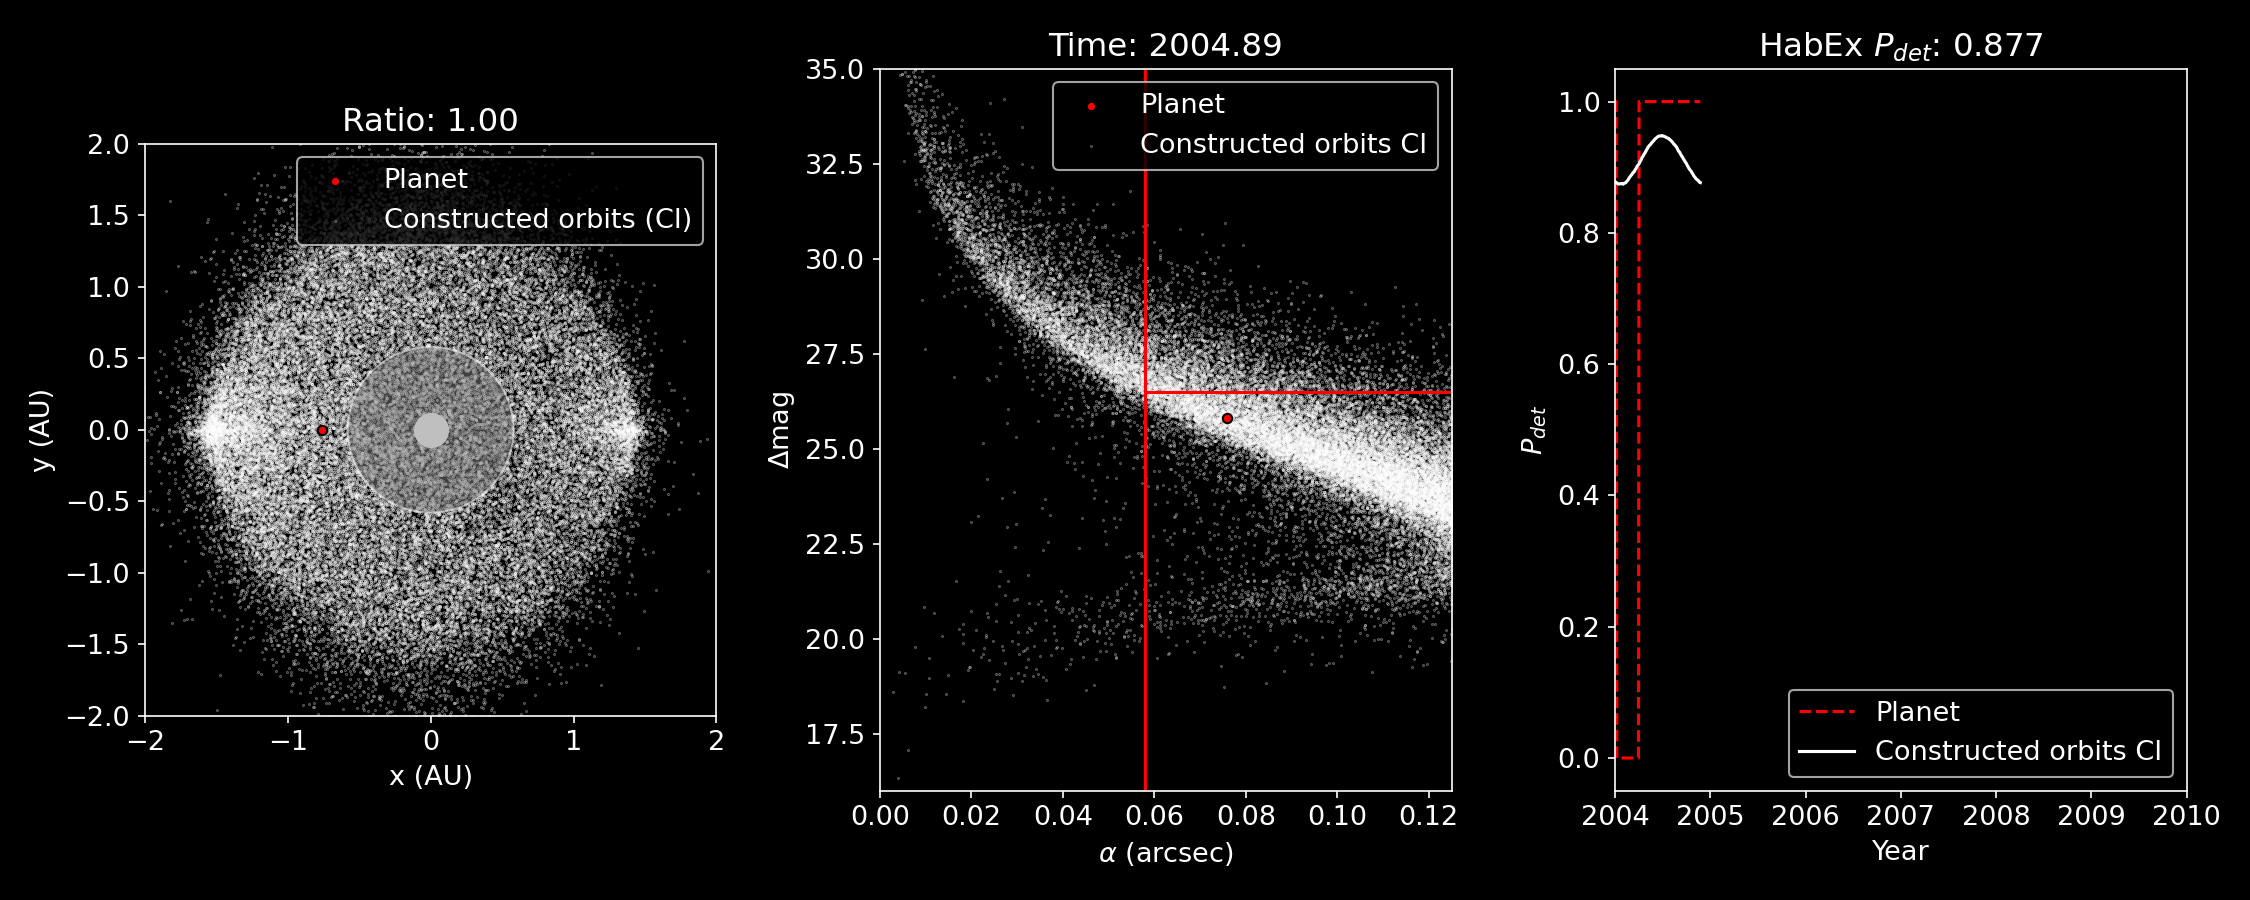 Ratio: 1.00
Planet
Constructed orbits (CI)
2.0
1.5
1.0
0.5
0.0
−0.5
−1.0
−1.5
−2.0
y (AU)
−2
−1
0
1
2
x (AU)
Time: 2004.89
Planet
Constructed orbits CI
35.0
32.5
30.0
27.5
25.0
22.5
20.0
17.5
Δmag
0.00
0.02
0.04
0.06
0.08
0.10
0.12
α (arcsec)
HabEx P_det: 0.877
1.0
0.8
0.6
0.4
0.2
0.0
P_det
Planet
Constructed orbits CI
2004
2005
2006
2007
2008
2009
2010
Year